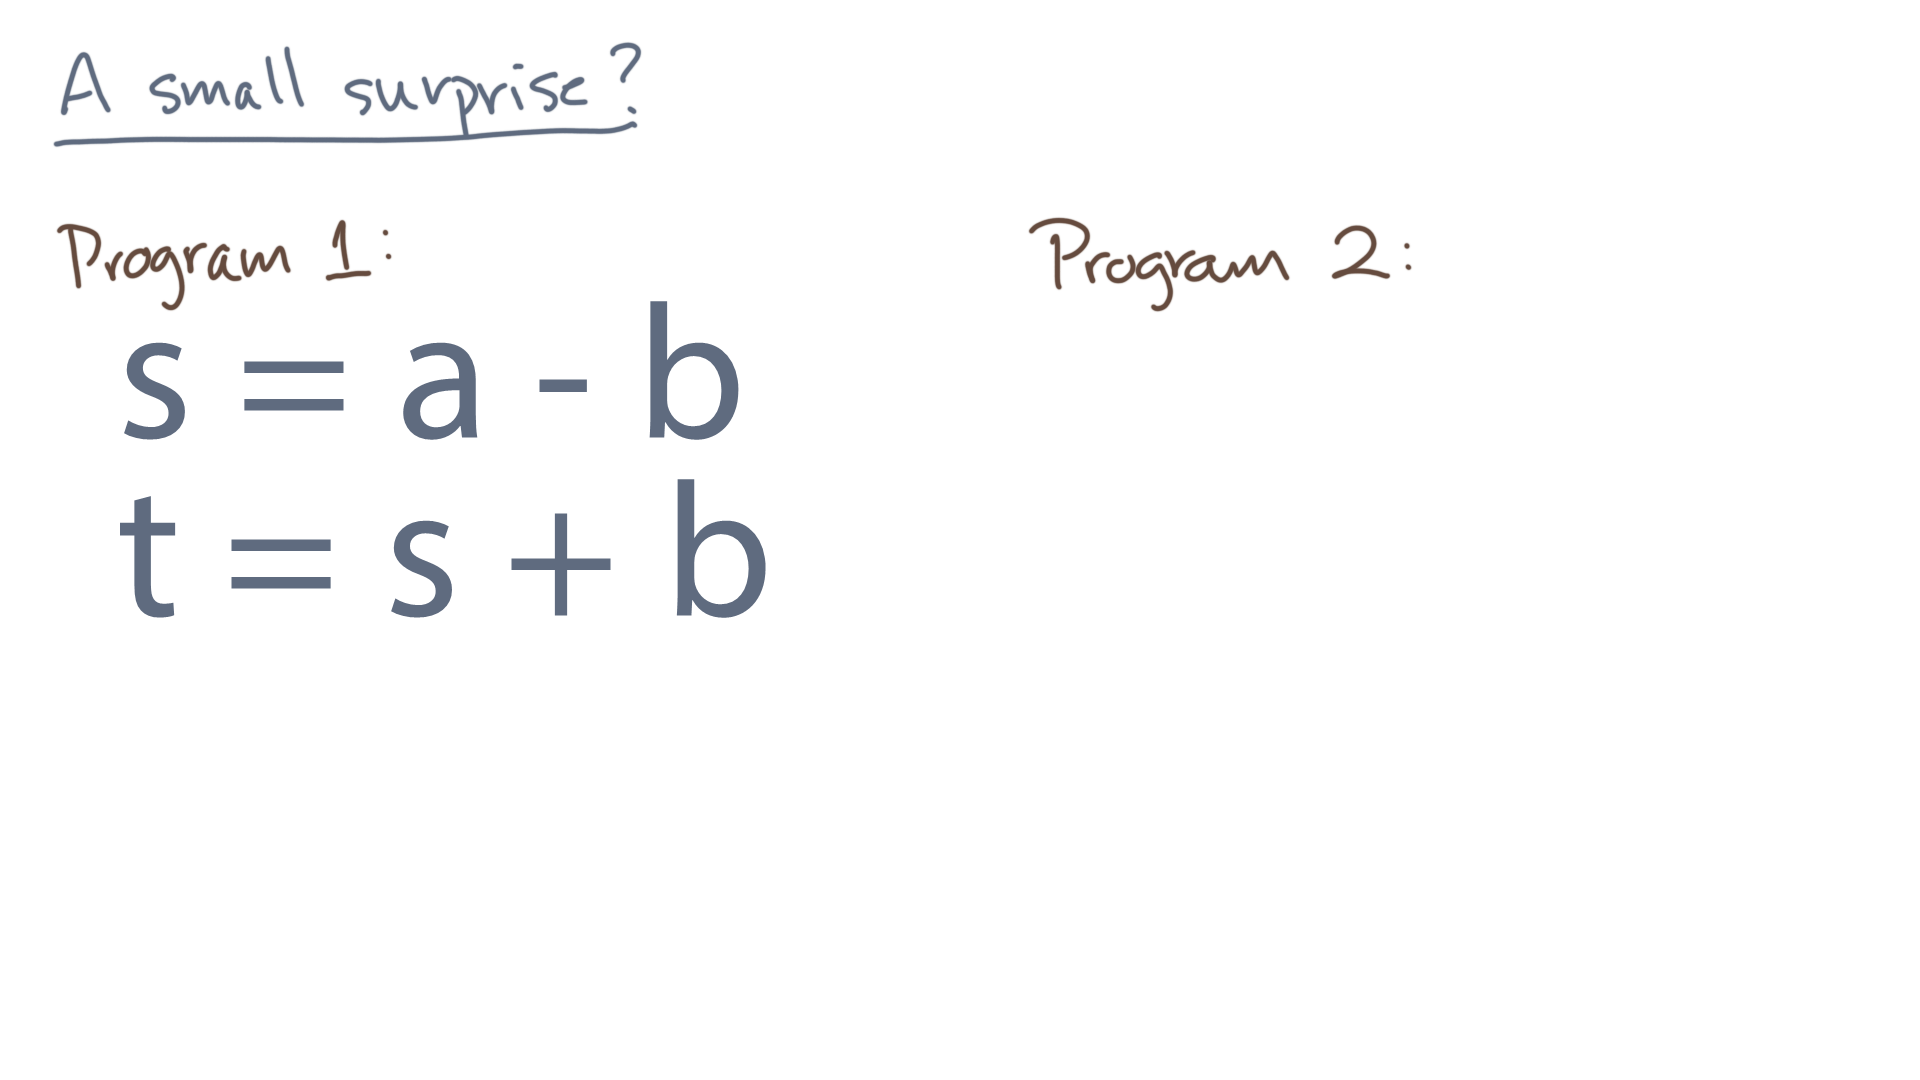 A small surprise?
Program 1:
s = a - b
t = s + b
Program 2: